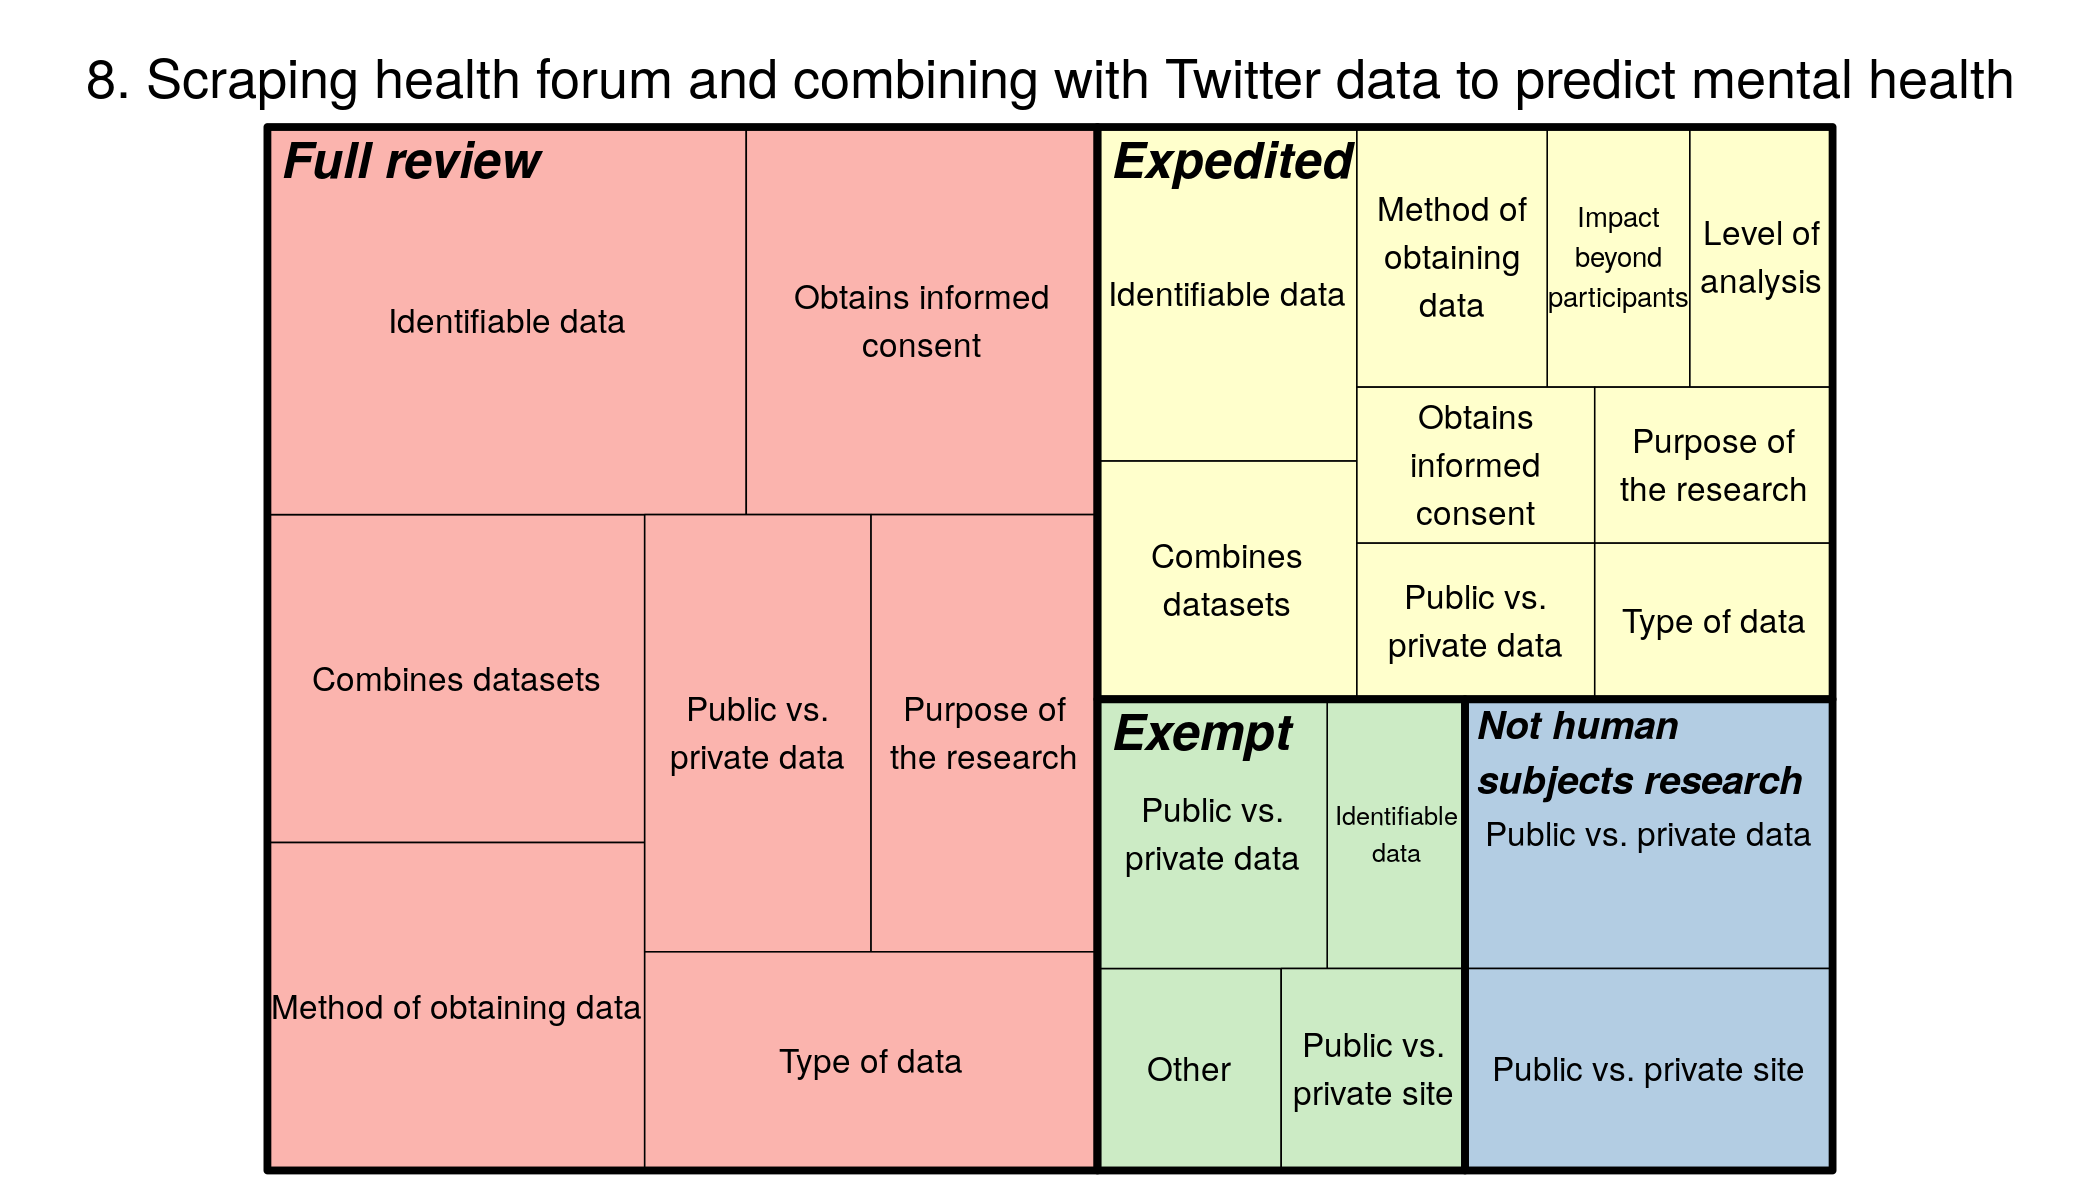 8. Scraping health forum and combining with Twitter data to predict mental health
Full review
Identifiable data
Obtains informed
consent
Combines datasets
Public vs.
private data
Purpose of
the research
Method of obtaining data
Type of data
Expedited
Identifiable data
Method of
obtaining
data
Impact
beyond
participants
Level of
analysis
Combines
datasets
Obtains
informed
consent
Purpose of
the research
Public vs.
private data
Type of data
Exempt
Public vs.
private data
Identifiable
data
Other
Public vs.
private site
Not human
subjects research
Public vs. private data
Public vs. private site